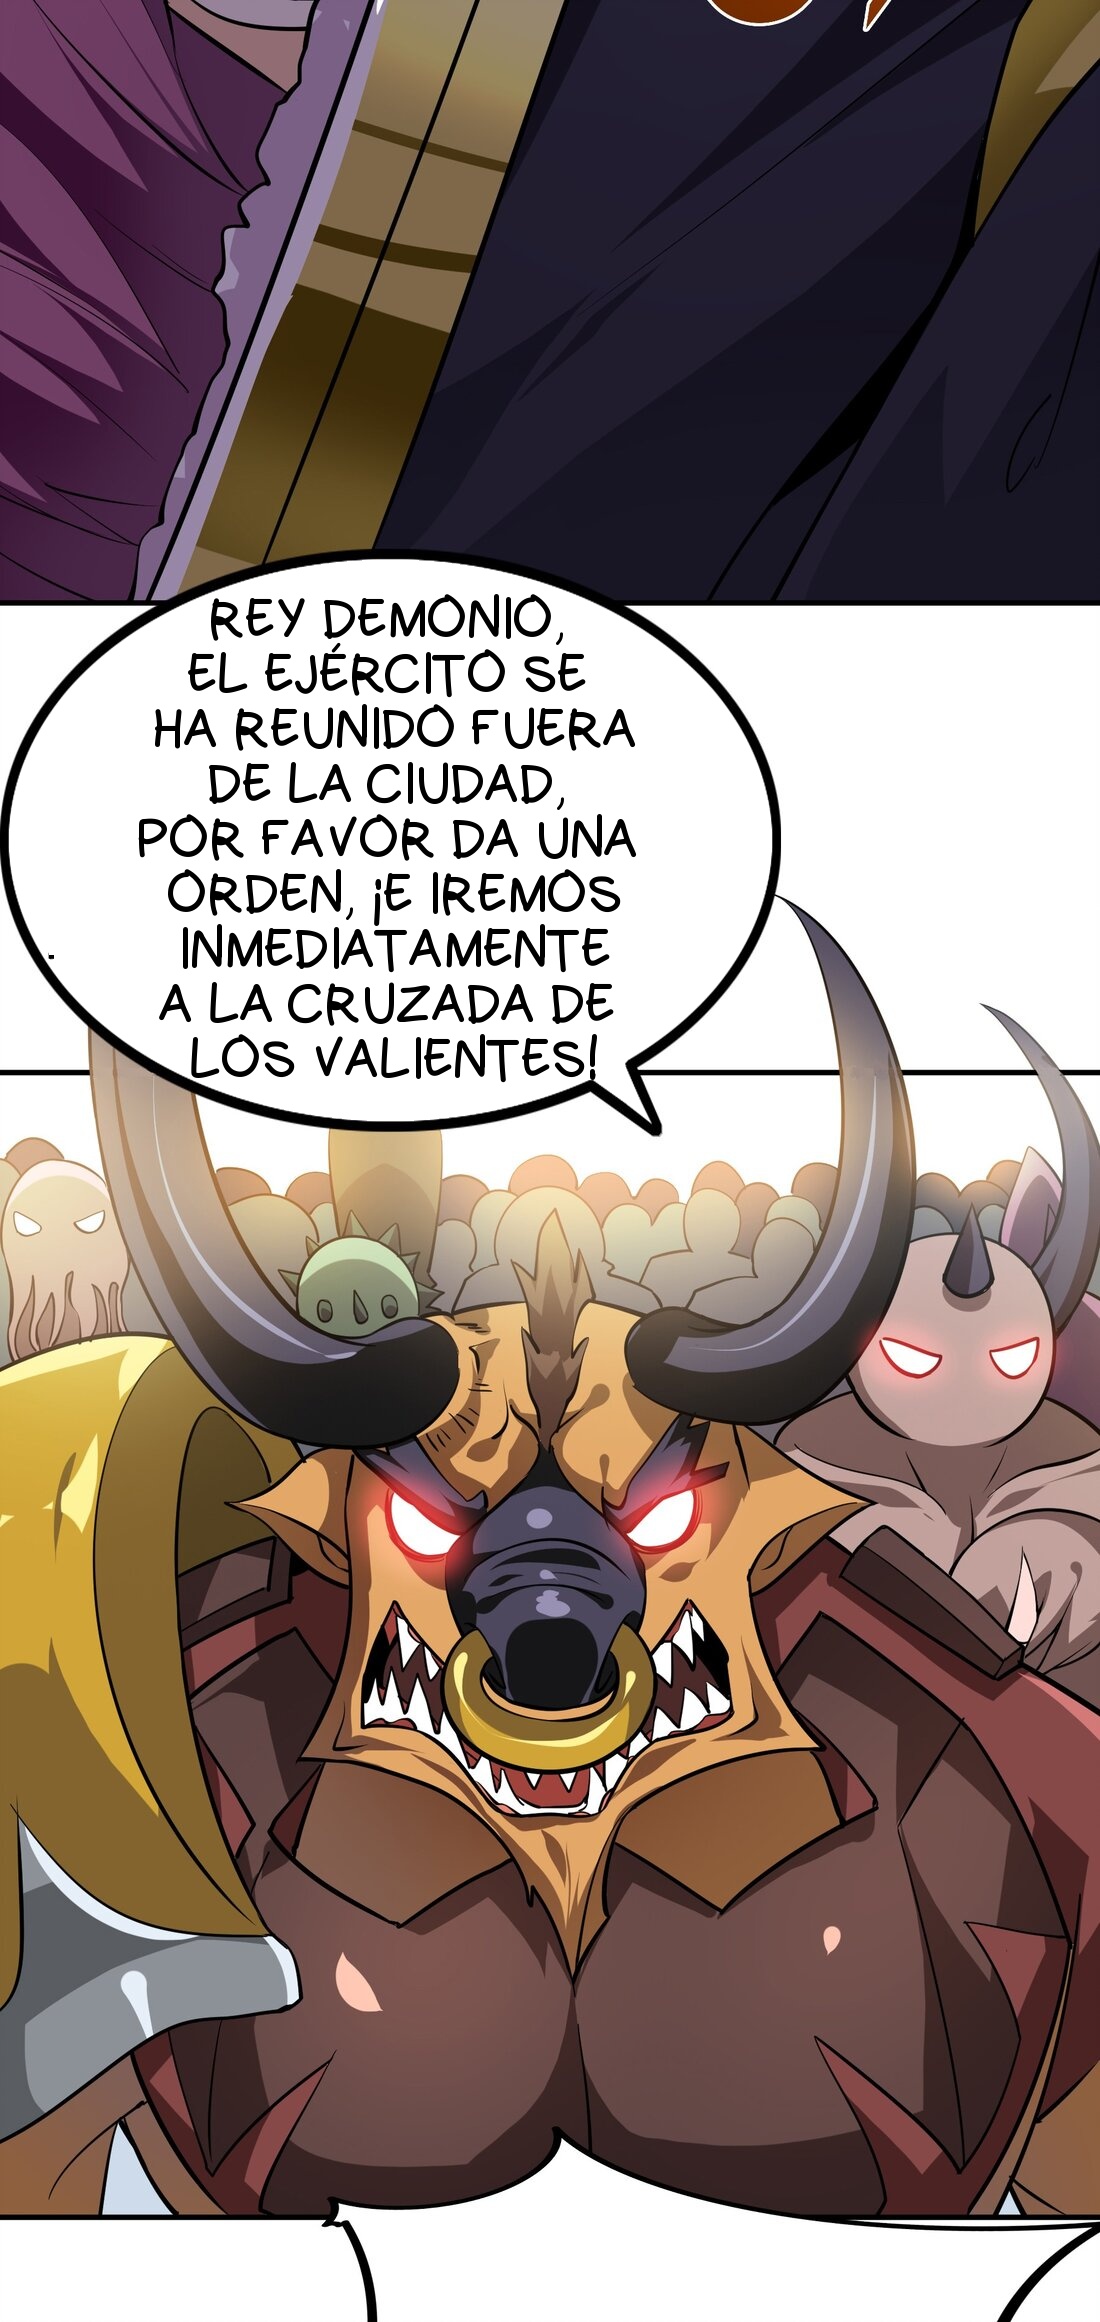 REY DEMONIO,
EL EJÉRCITO SE
HA REUNIDO FUERA
DE LA CIUDAD,
POR FAVOR DA UNA
ORDEN, ¡E IREMOS
INMEDIATAMENTE
A LA CRUZADA DE
LOS VALIENTES!